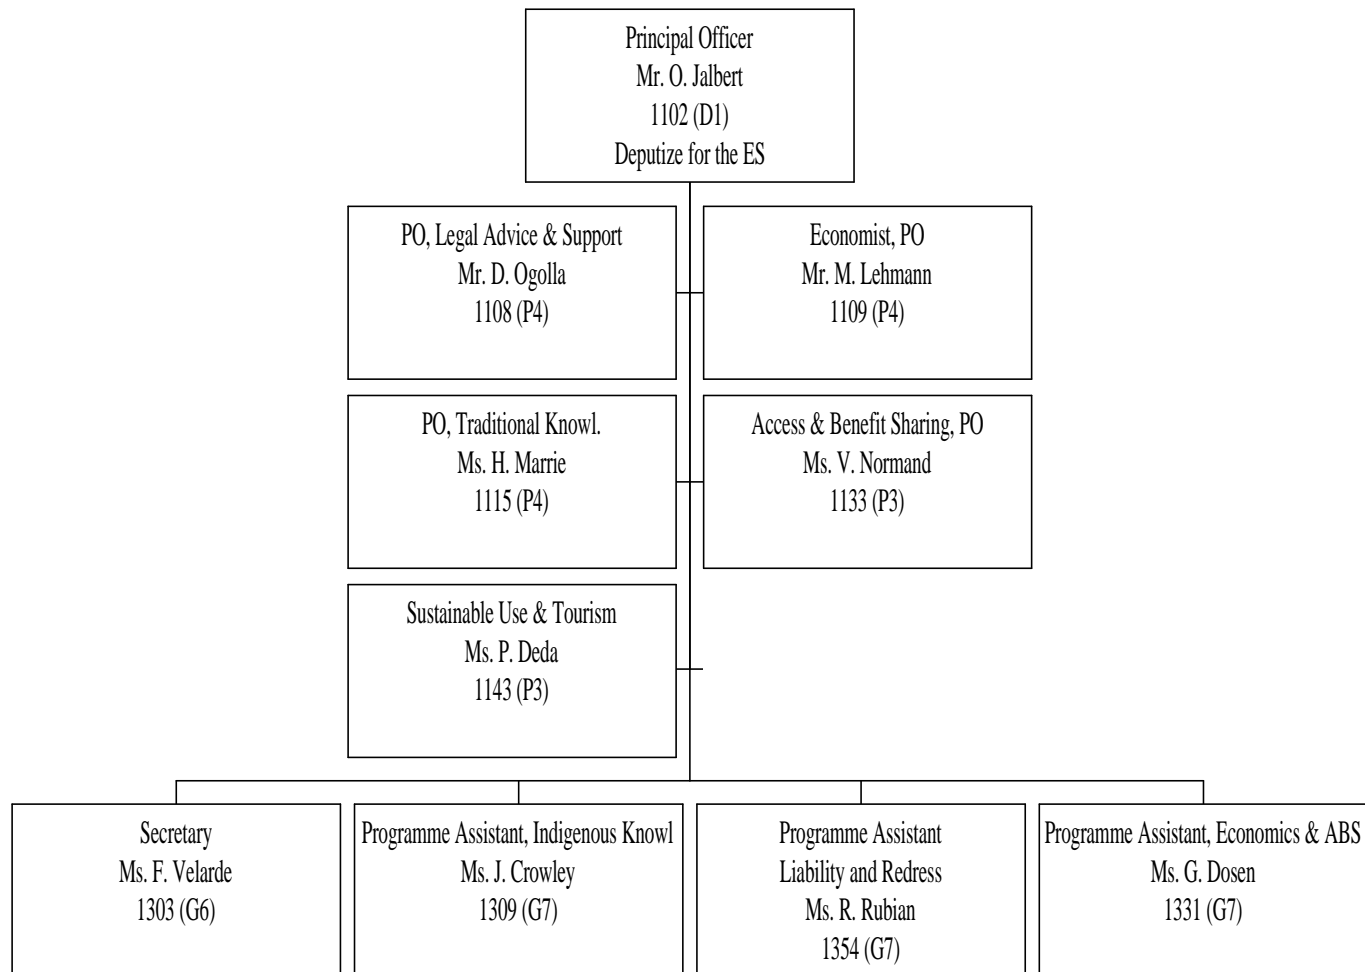 Principal Officer
Mr. O. Jalbert
1102 (D1)
Deputize for the ES
PO, Legal Advice & Support
Mr. D. Ogolla
1108 (P4)
Economist, PO
Mr. M. Lehmann
1109 (P4)
PO, Traditional Knowl.
Ms. H. Marrie
1115 (P4)
Access & Benefit Sharing, PO
Ms. V. Normand
1133 (P3)
Sustainable Use & Tourism
Ms. P. Deda
1143 (P3)
Secretary
Ms. F. Velarde
1303 (G6)
Programme Assistant, Indigenous Knowl
Ms. J. Crowley
1309 (G7)
Programme Assistant
Liability and Redress
Ms. R. Rubian
1354 (G7)
Programme Assistant, Economics & ABS
Ms. G. Dosen
1331 (G7)